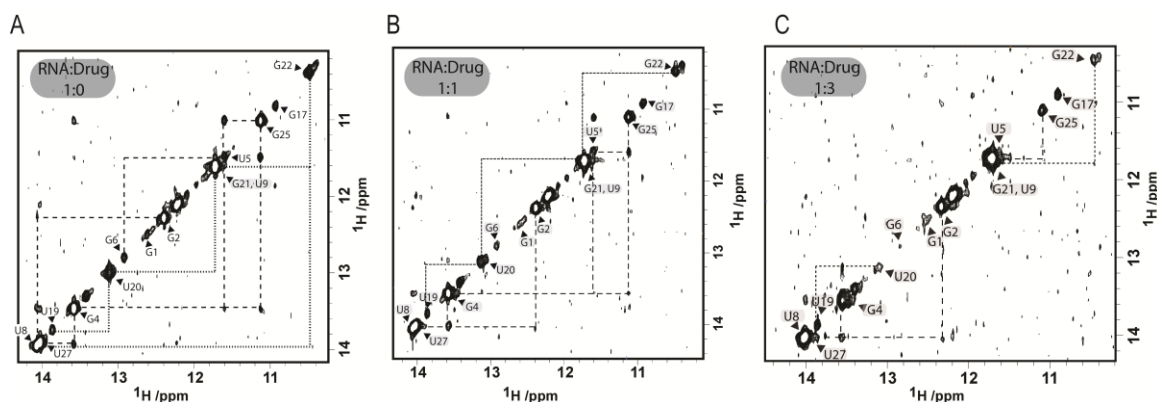 A
RNA:Drug
1:0
G22
G17
G25
U5
G21, U9
G6
G1
G2
U20
U19
G4
U8
U27
11
12
13
14
¹H /ppm
14
13
12
11
¹H /ppm
B
RNA:Drug
1:1
G22
G17
G25
U5
G21, U9
G6
G1
G2
U20
U19
G4
U8
U27
11
12
13
14
¹H /ppm
14
13
12
11
¹H /ppm
C
RNA:Drug
1:3
G22
G17
G25
U5
G21, U9
G6
G1
G2
U20
U19
G4
U8
U27
11
12
13
14
¹H /ppm
14
13
12
11
¹H /ppm